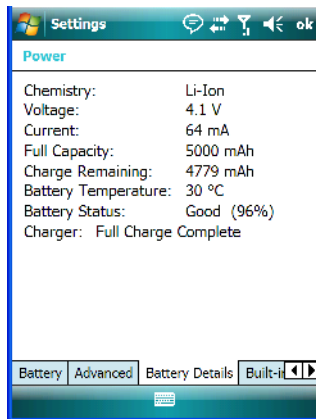 Settings ok
Power
Chemistry: Li-Ion
Voltage: 4.1 V
Current: 64 mA
Full Capacity: 5000 mAh
Charge Remaining: 4779 mAh
Battery Temperature: 30 °C
Battery Status: Good (96%)
Charger: Full Charge Complete
Battery Advanced Battery Details Built-i